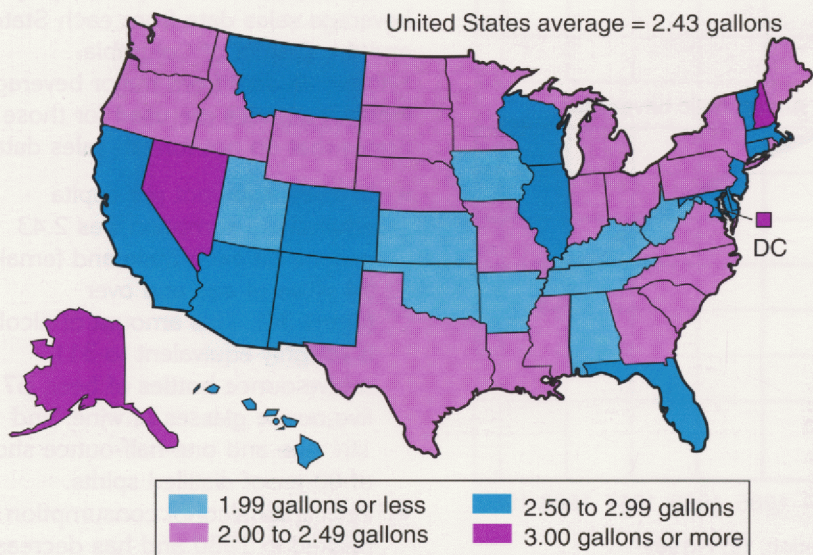 United States average = 2.43 gallons
DC
1.99 gallons or less
2.00 to 2.49 gallons
2.50 to 2.99 gallons
3.00 gallons or more